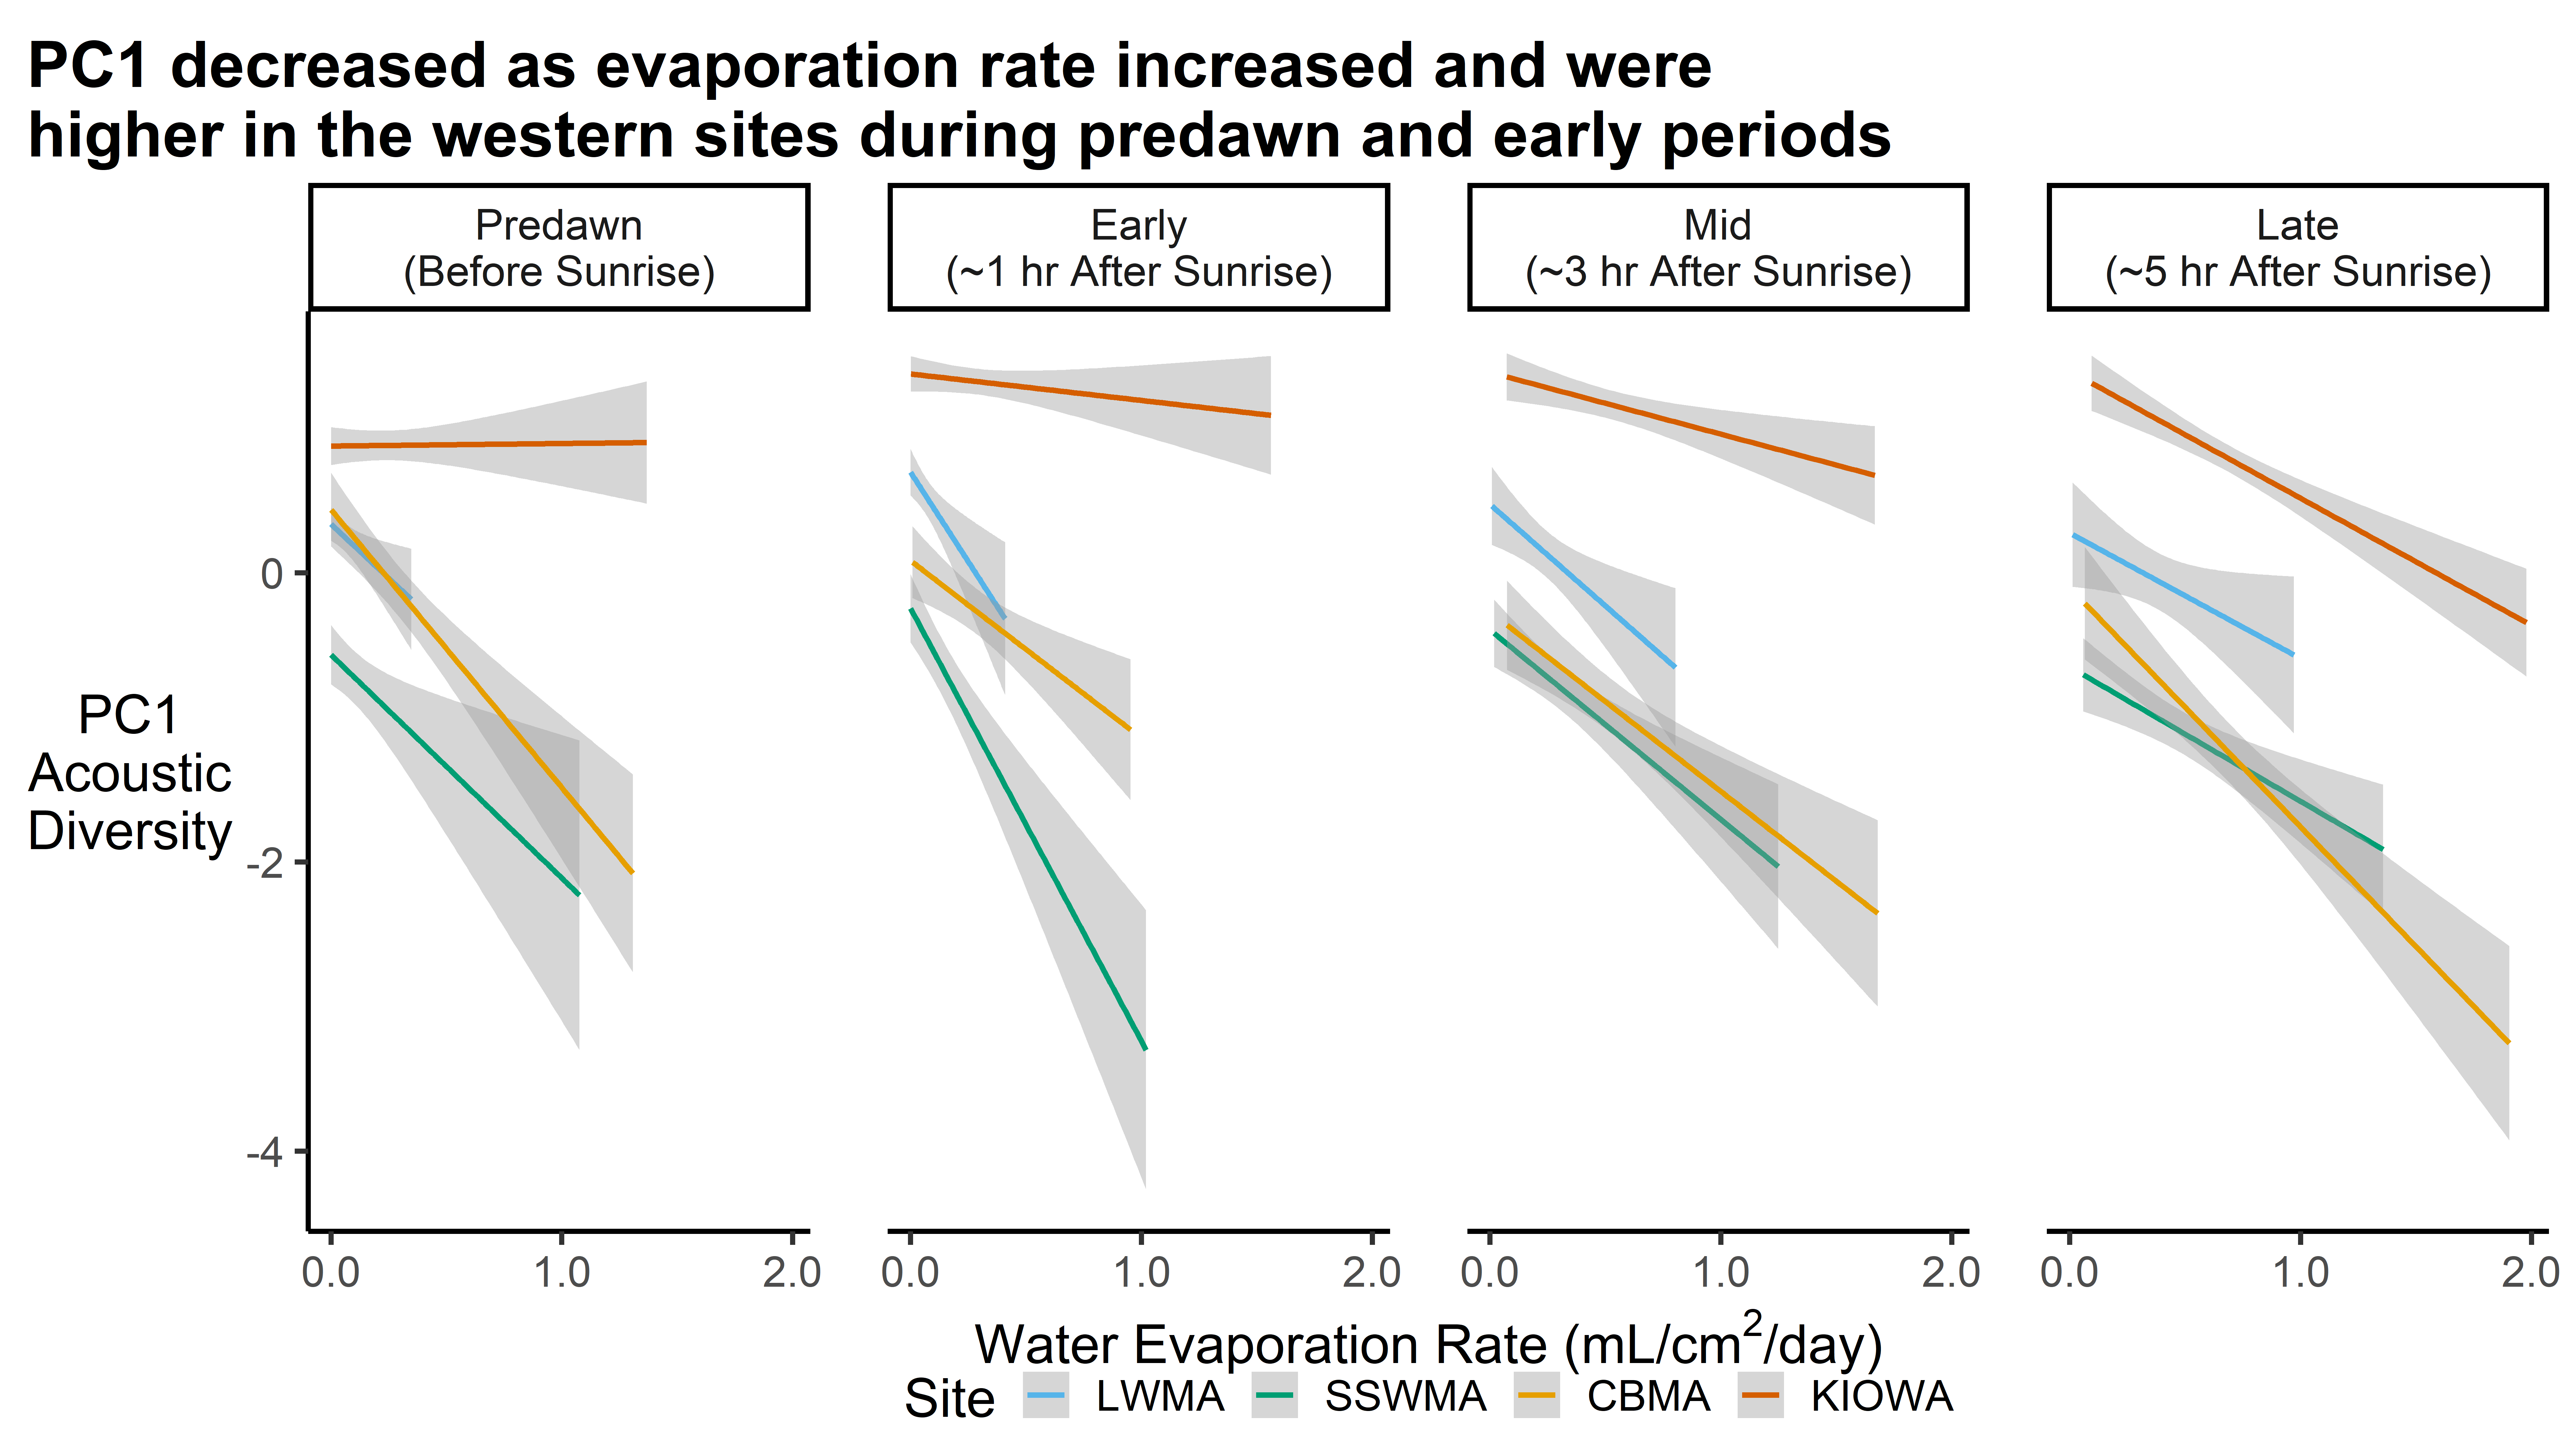 PC1 decreased as evaporation rate increased and were
higher in the western sites during predawn and early periods
Predawn
(Before Sunrise)
Early
(~1 hr After Sunrise)
Mid
(~3 hr After Sunrise)
Late
(~5 hr After Sunrise)
PC1
Acoustic
Diversity
0
-2
-4
0.0 1.0 2.0
0.0 1.0 2.0
0.0 1.0 2.0
0.0 1.0 2.0
Water Evaporation Rate (mL/cm²/day)
Site LWMA SSWMA CBMA KIOWA